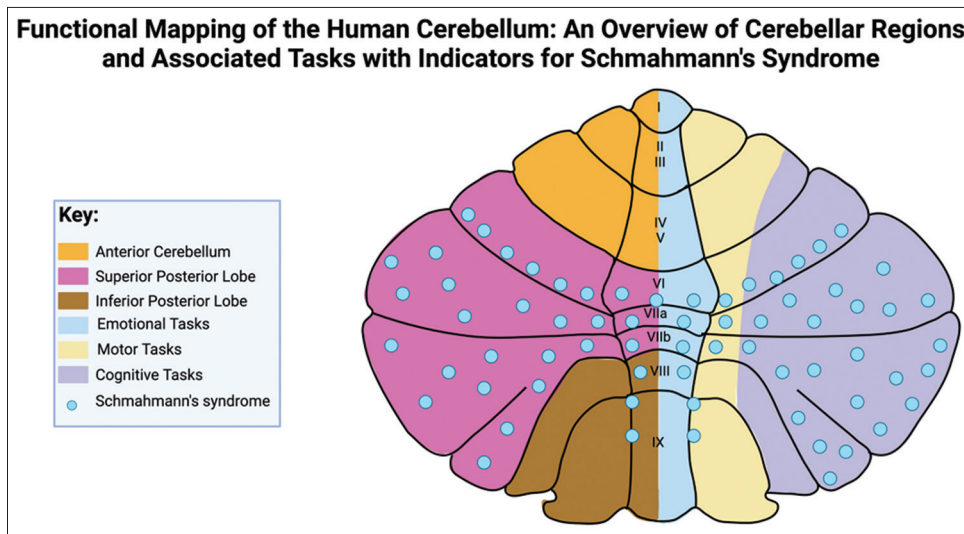 Functional Mapping of the Human Cerebellum: An Overview of Cerebellar Regions
and Associated Tasks with Indicators for Schmahmann's Syndrome
I
II
III
IV
V
VI
VIIa
VIIb
VIII
IX
Key:
Anterior Cerebellum
Superior Posterior Lobe
Inferior Posterior Lobe
Emotional Tasks
Motor Tasks
Cognitive Tasks
Schmahmann's syndrome